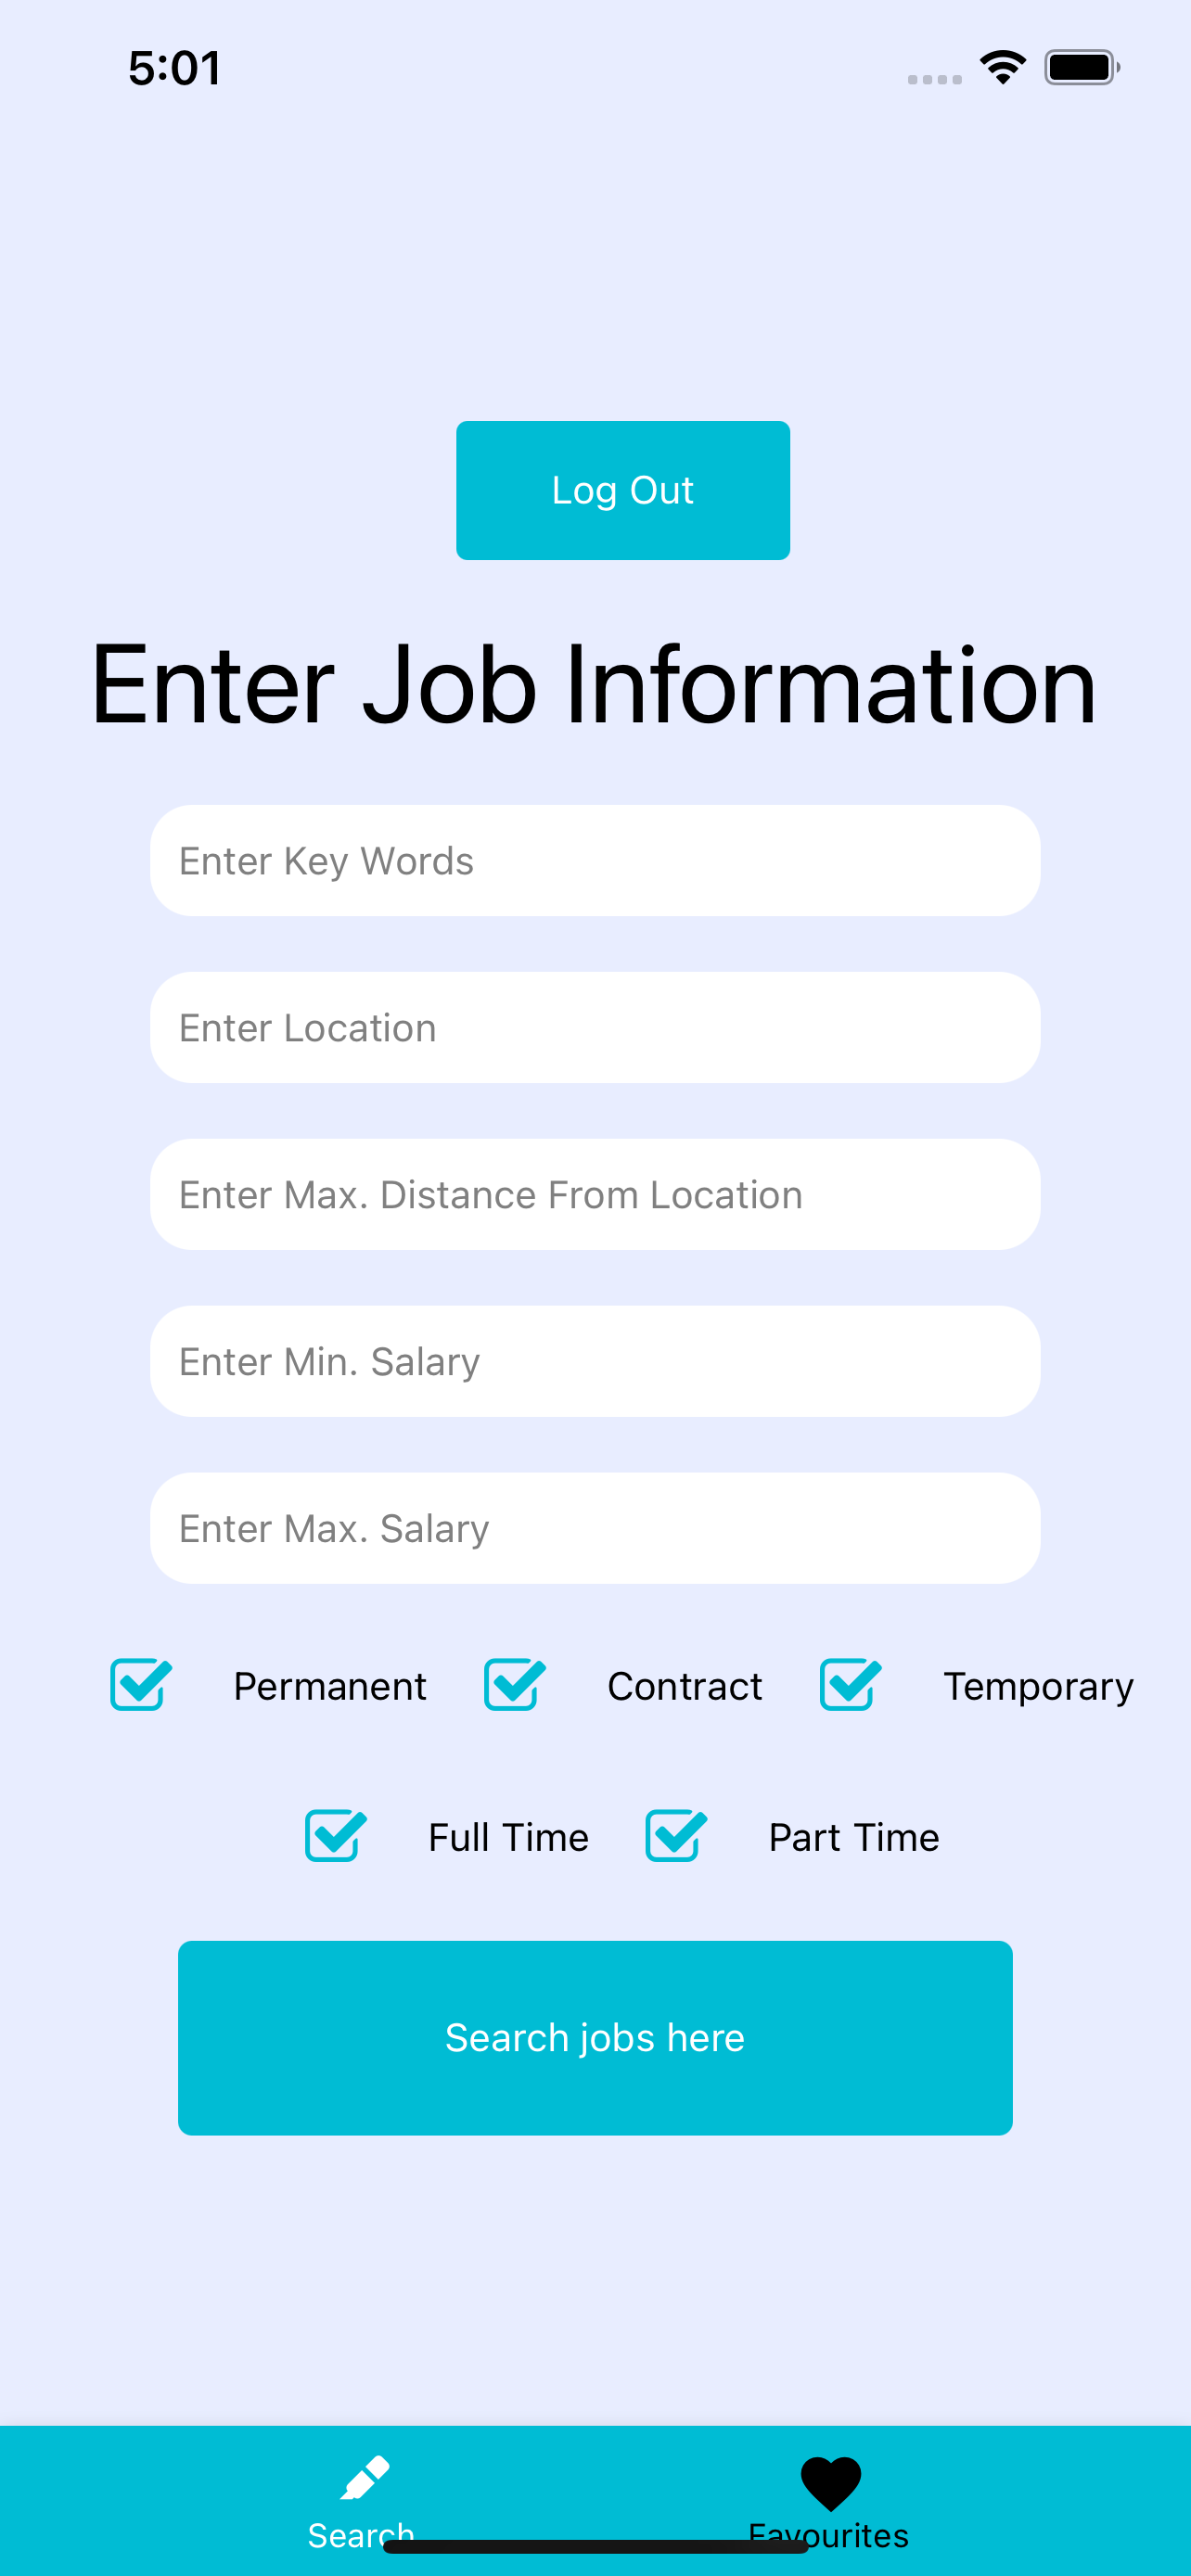 5:01
Log Out
Enter Job Information
Enter Key Words
Enter Location
Enter Max. Distance From Location
Enter Min. Salary
Enter Max. Salary
Permanent Contract Temporary
Full Time Part Time
Search jobs here
Search Favourites